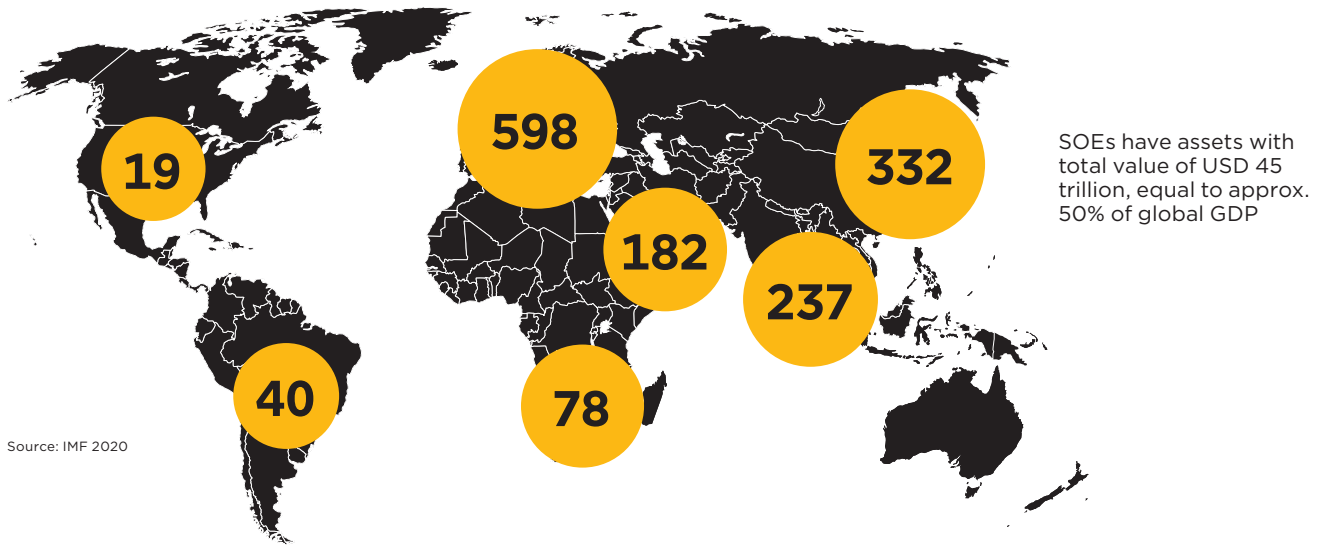 598
332
19
182
237
40
78
SOEs have assets with
total value of USD 45
trillion, equal to approx.
50% of global GDP
Source: IMF 2020